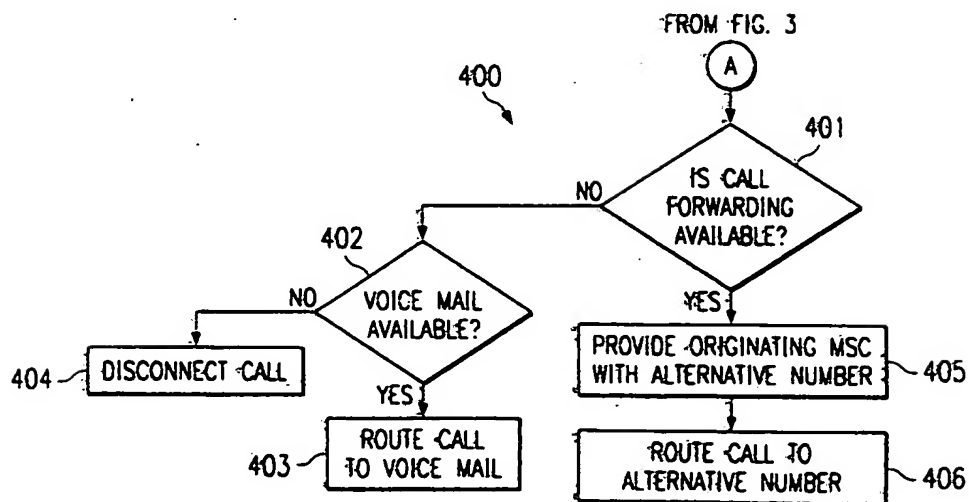 FROM FIG. 3
A
400
401
IS CALL
FORWARDING
AVAILABLE?
NO
YES
402
VOICE MAIL
AVAILABLE?
NO
YES
404
DISCONNECT CALL
403
ROUTE CALL
TO VOICE MAIL
PROVIDE ORIGINATING MSC
WITH ALTERNATIVE NUMBER
405
ROUTE CALL TO
ALTERNATIVE NUMBER
406